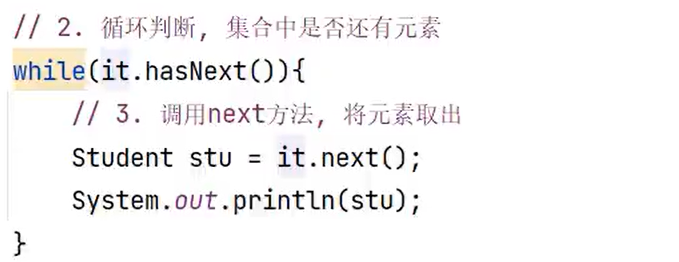 // 2. 循环判断, 集合中是否还有元素
while(it.hasNext()){
    // 3. 调用next方法, 将元素取出
    Student stu = it.next();
    System.out.println(stu);
}